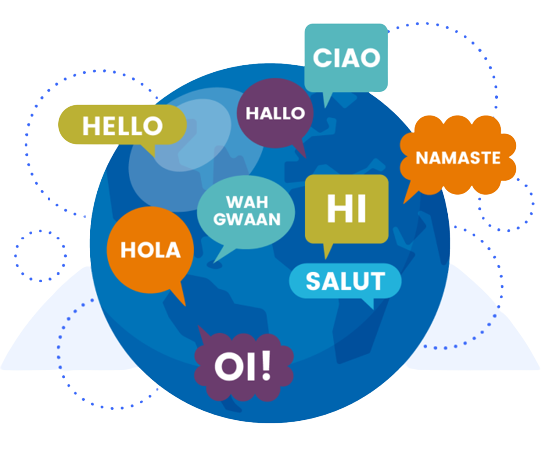 CIAO
HALLO
HELLO
NAMASTE
WAH
GWAAN
HI
HOLA
SALUT
OI!